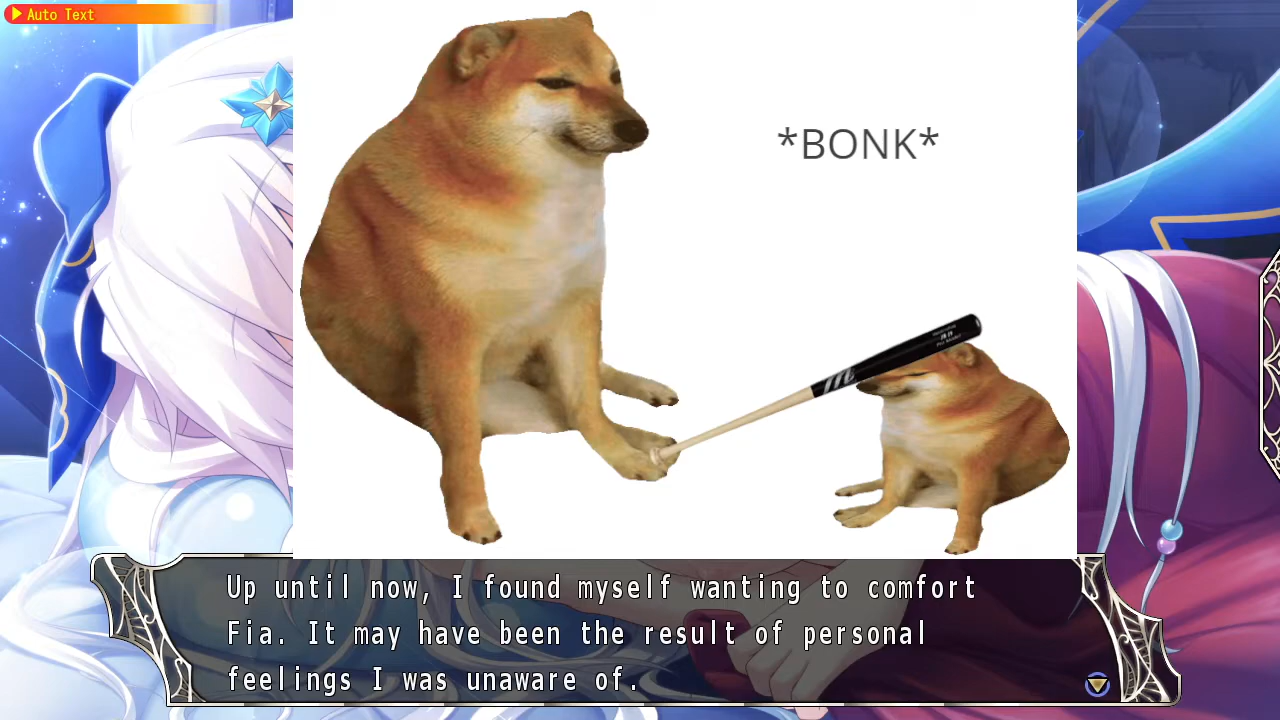 Auto Text
*BONK*
Up until now, I found myself wanting to comfort
Fia. It may have been the result of personal
feelings I was unaware of.